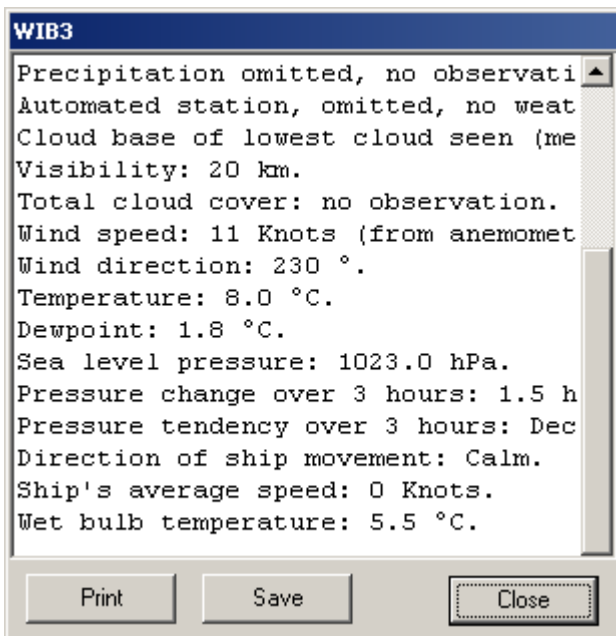 WIB3
Precipitation omitted, no observati
Automated station, omitted, no weat
Cloud base of lowest cloud seen (me
Visibility: 20 km.
Total cloud cover: no observation.
Wind speed: 11 Knots (from anemomet
Wind direction: 230 °.
Temperature: 8.0 °C.
Dewpoint: 1.8 °C.
Sea level pressure: 1023.0 hPa.
Pressure change over 3 hours: 1.5 h
Pressure tendency over 3 hours: Dec
Direction of ship movement: Calm.
Ship's average speed: 0 Knots.
Wet bulb temperature: 5.5 °C.
Print Save Close